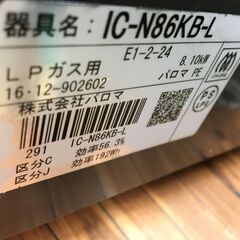 器具名：IC-N86KB-L
E1-2-24
8.10kW
LPガス用
パロマ PE
16･12-902602
株式会社パロマ
IC-N86KB-L
291
区分C 効率56.3%
区分J 効率192Wh